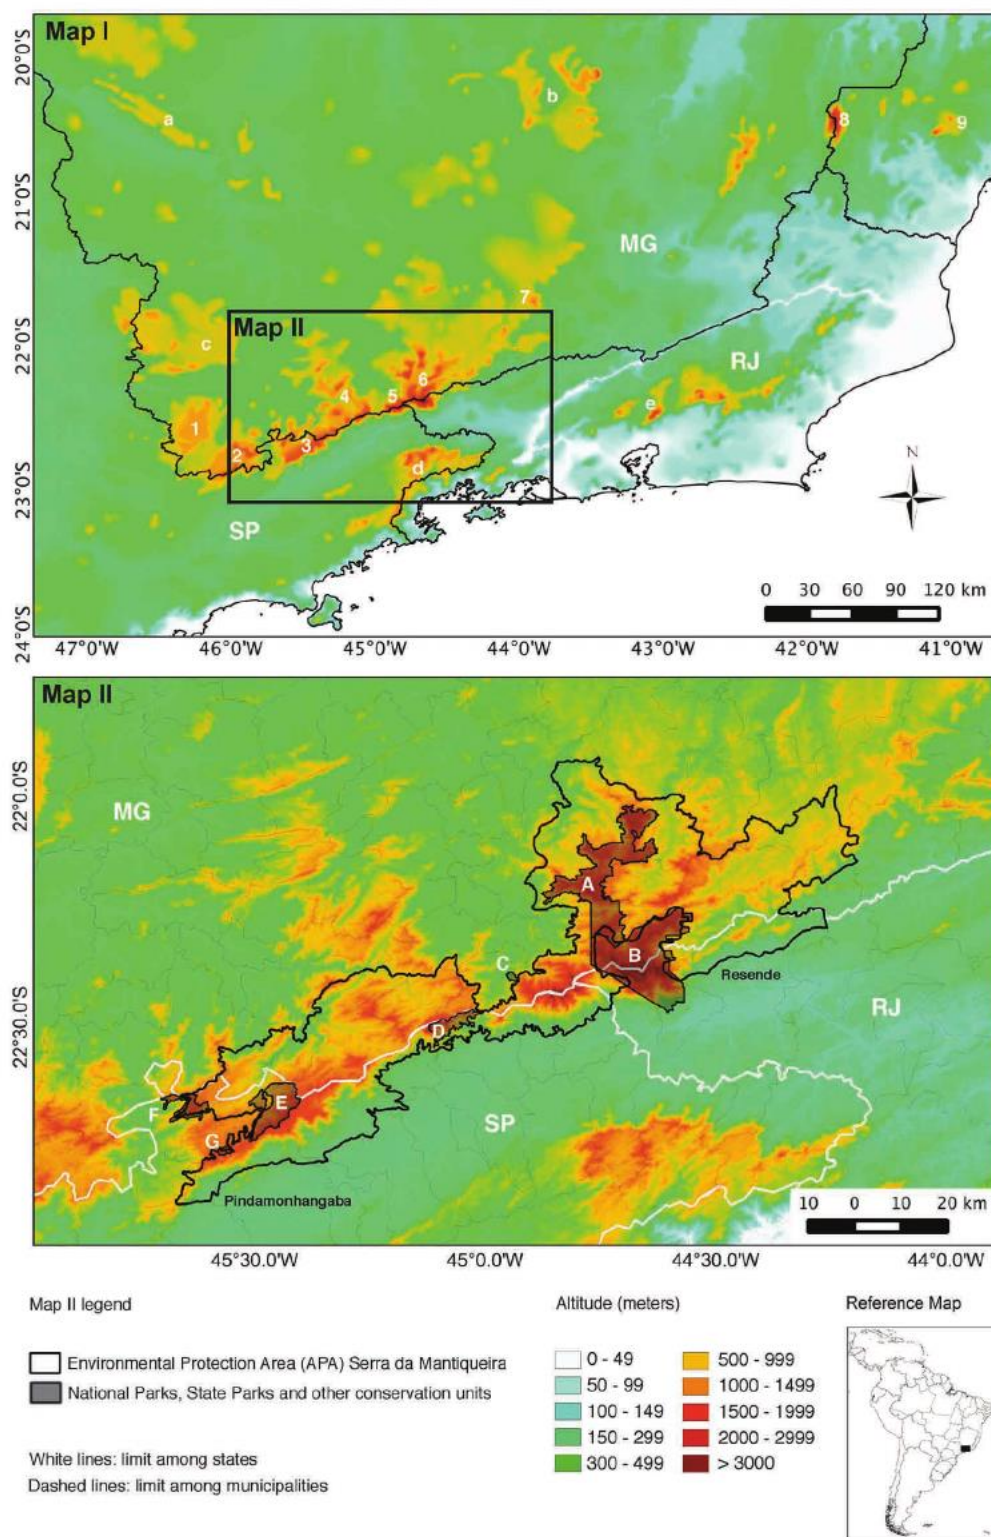 Map I
20°0'S
21°0'S
22°0'S
23°0'S
24°0'S
a
b
8
9
MG
7
Map II
c
RJ
6
5
4
e
1
2
3
d
N
SP
0 30 60 90 120 km
47°0'W 46°0'W 45°0'W 44°0'W 43°0'W 42°0'W 41°0'W
Map II
22°0.0'S
22°30.0'S
MG
A
B
C
Resende
RJ
D
E
F
SP
G
Pindamonhangaba
10 0 10 20 km
45°30.0'W 45°0.0'W 44°30.0'W 44°0.0'W
Map II legend
Environmental Protection Area (APA) Serra da Mantiqueira
National Parks, State Parks and other conservation units
White lines: limit among states
Dashed lines: limit among municipalities
Altitude (meters)
0 - 49
50 - 99
100 - 149
150 - 299
300 - 499
500 - 999
1000 - 1499
1500 - 1999
2000 - 2999
> 3000
Reference Map